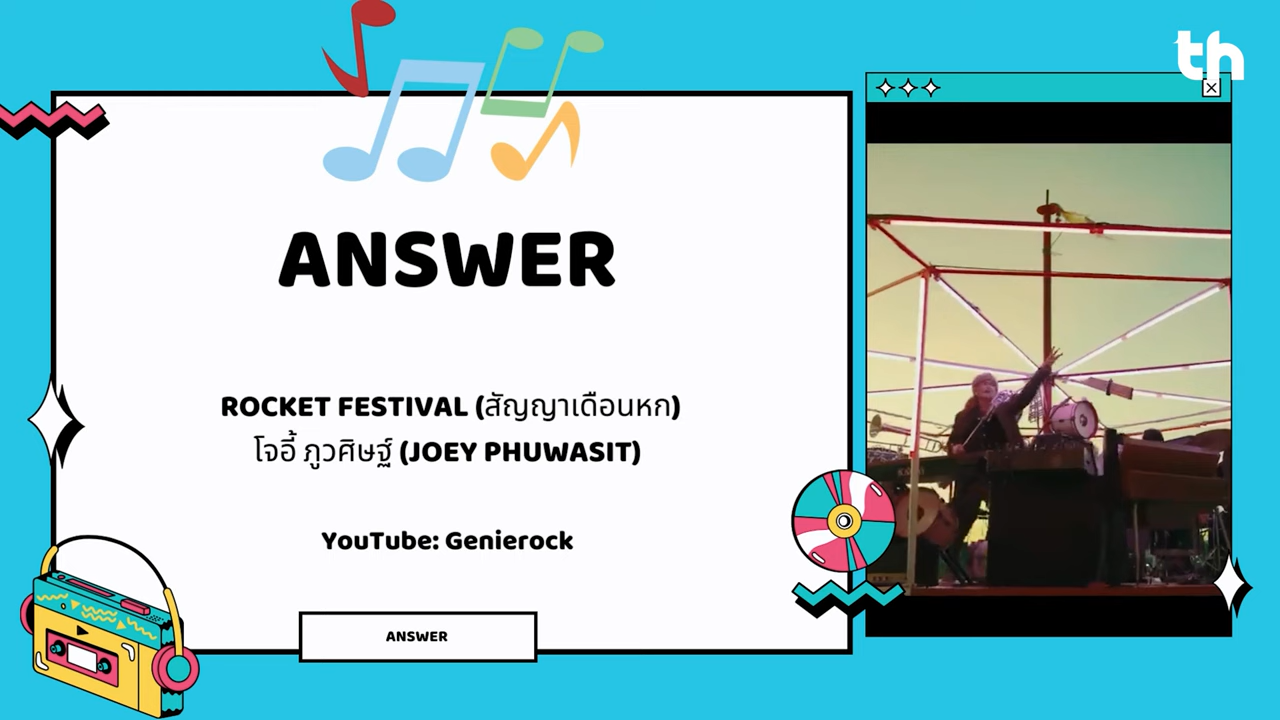 th
ANSWER
ROCKET FESTIVAL (สัญญาเดือนหก)
โจอี้ ภูวศิษฐ์ (JOEY PHUWASIT)
YouTube: Genierock
ANSWER